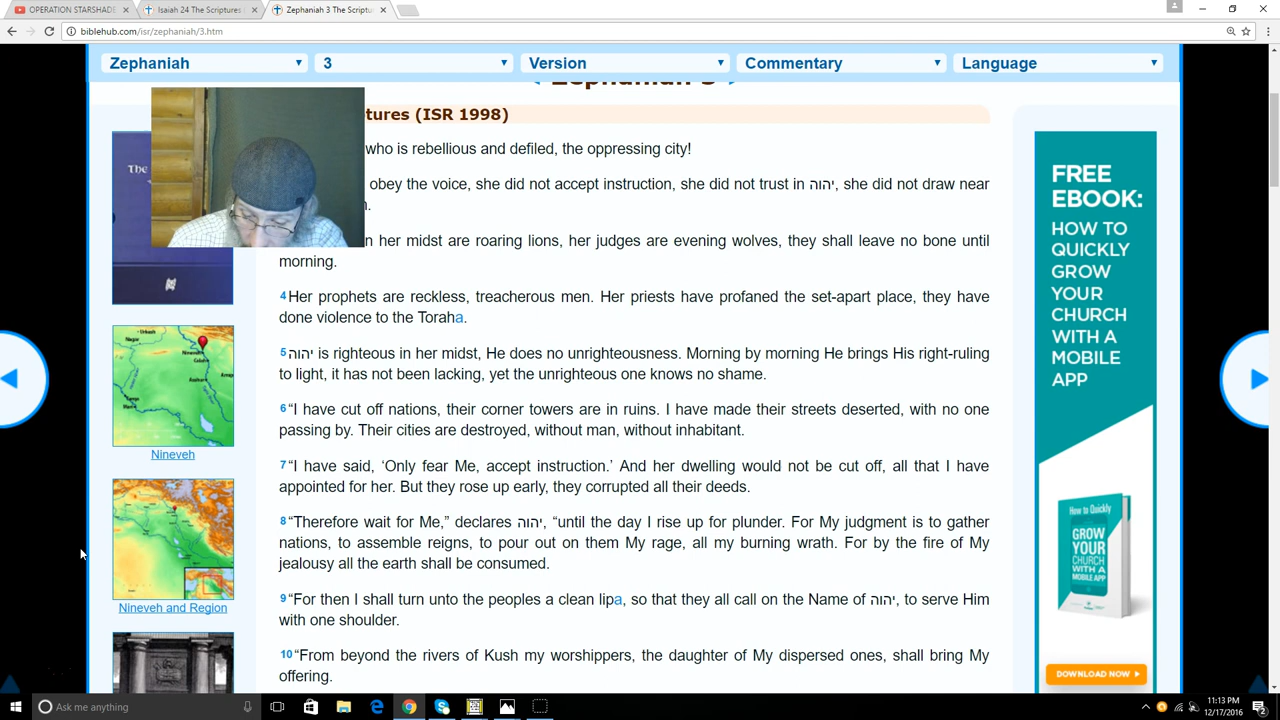 OPERATION STARSHADE
Isaiah 24 The Scriptures
Zephaniah 3 The Scriptu
biblehub.com/isr/zephaniah/3.htm
Zephaniah
3
Version
Commentary
Language
Zephaniah 3
tures (ISR 1998)
who is rebellious and defiled, the oppressing city!
obey the voice, she did not accept instruction, she did not trust in יהוה, she did not draw near
n.
n her midst are roaring lions, her judges are evening wolves, they shall leave no bone until
morning.
4Her prophets are reckless, treacherous men. Her priests have profaned the set-apart place, they have
done violence to the Toraha.
5יהוה is righteous in her midst, He does no unrighteousness. Morning by morning He brings His right-ruling
to light, it has not been lacking, yet the unrighteous one knows no shame.
6“I have cut off nations, their corner towers are in ruins. I have made their streets deserted, with no one
passing by. Their cities are destroyed, without man, without inhabitant.
7“I have said, ‘Only fear Me, accept instruction.’ And her dwelling would not be cut off, all that I have
appointed for her. But they rose up early, they corrupted all their deeds.
8“Therefore wait for Me,” declares יהוה, “until the day I rise up for plunder. For My judgment is to gather
nations, to assemble reigns, to pour out on them My rage, all my burning wrath. For by the fire of My
jealousy all the earth shall be consumed.
9“For then I shall turn unto the peoples a clean lipa, so that they all call on the Name of יהוה, to serve Him
with one shoulder.
10“From beyond the rivers of Kush my worshippers, the daughter of My dispersed ones, shall bring My
offering.
The
Nineveh
Nineveh and Region
FREE
EBOOK:
HOW TO
QUICKLY
GROW
YOUR
CHURCH
WITH A
MOBILE
APP
How to Quickly
GROW
YOUR
CHURCH
DOWNLOAD NOW
Ask me anything
11:13 PM
12/17/2016
2